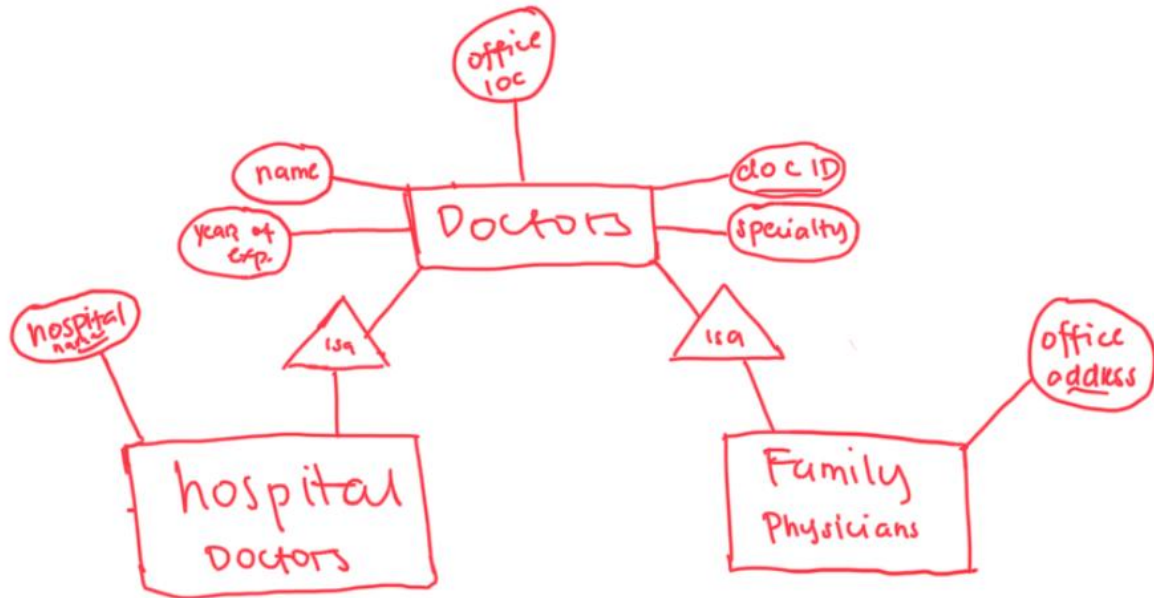 office
loc
name
doc ID
Doctors
year of
exp.
specialty
hospital
name
isa
isa
office
address
hospital
Doctors
Family
Physicians